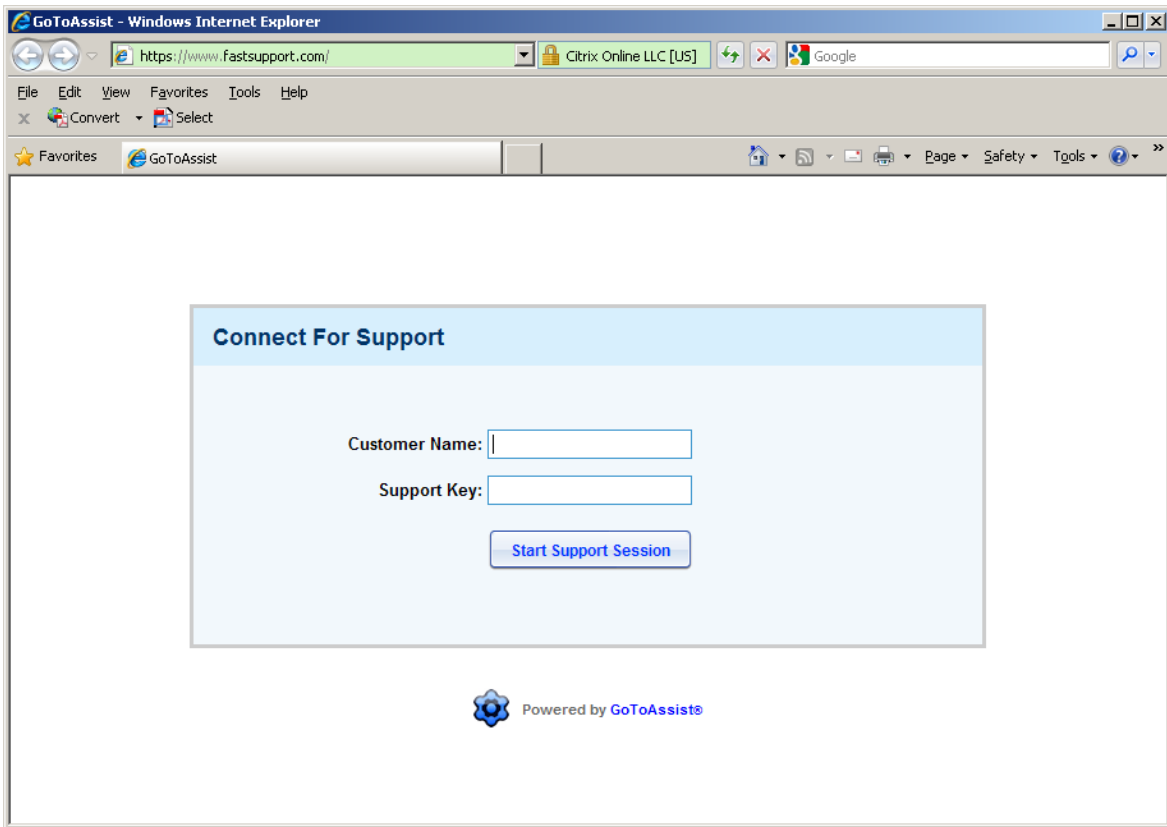 GoToAssist - Windows Internet Explorer
https://www.fastsupport.com/ Citrix Online LLC [US] Google
File Edit View Favorites Tools Help
Convert Select
Favorites GoToAssist Page Safety Tools »
Connect For Support
Customer Name:
Support Key:
Start Support Session
Powered by GoToAssist®